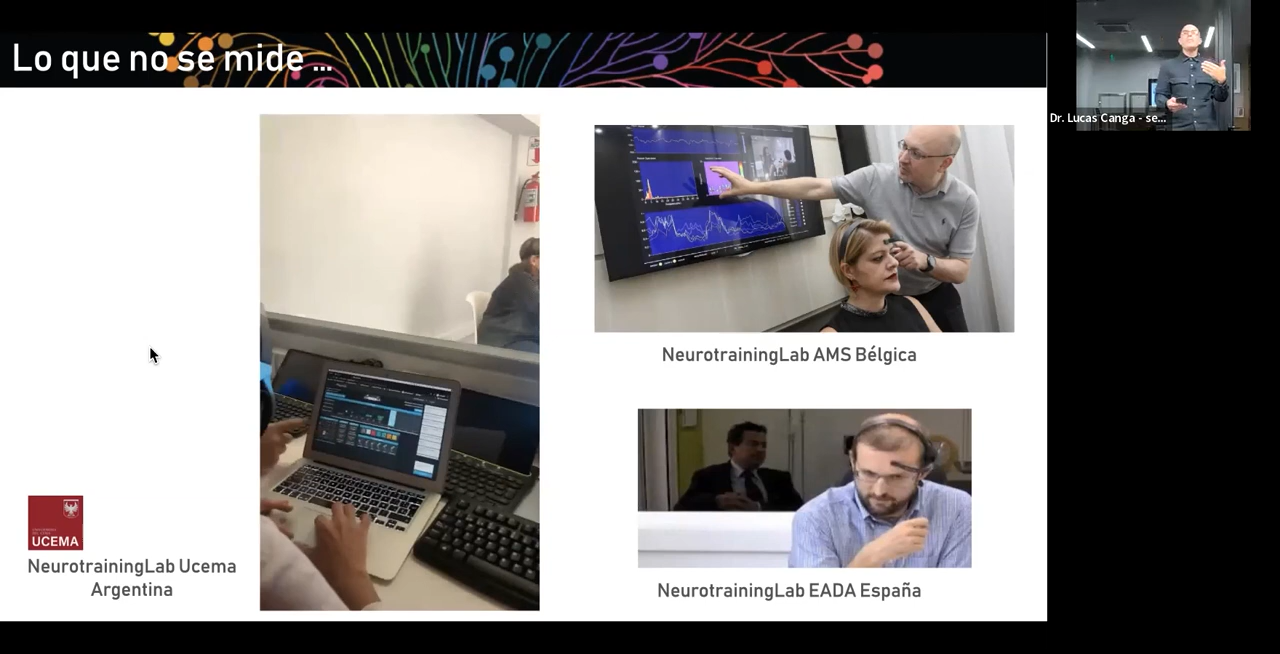 Lo que no se mide ...
Dr. Lucas Canga - se...
NeurotrainingLab AMS Bélgica
UCEMA
NeurotrainingLab Ucema
Argentina
NeurotrainingLab EADA España